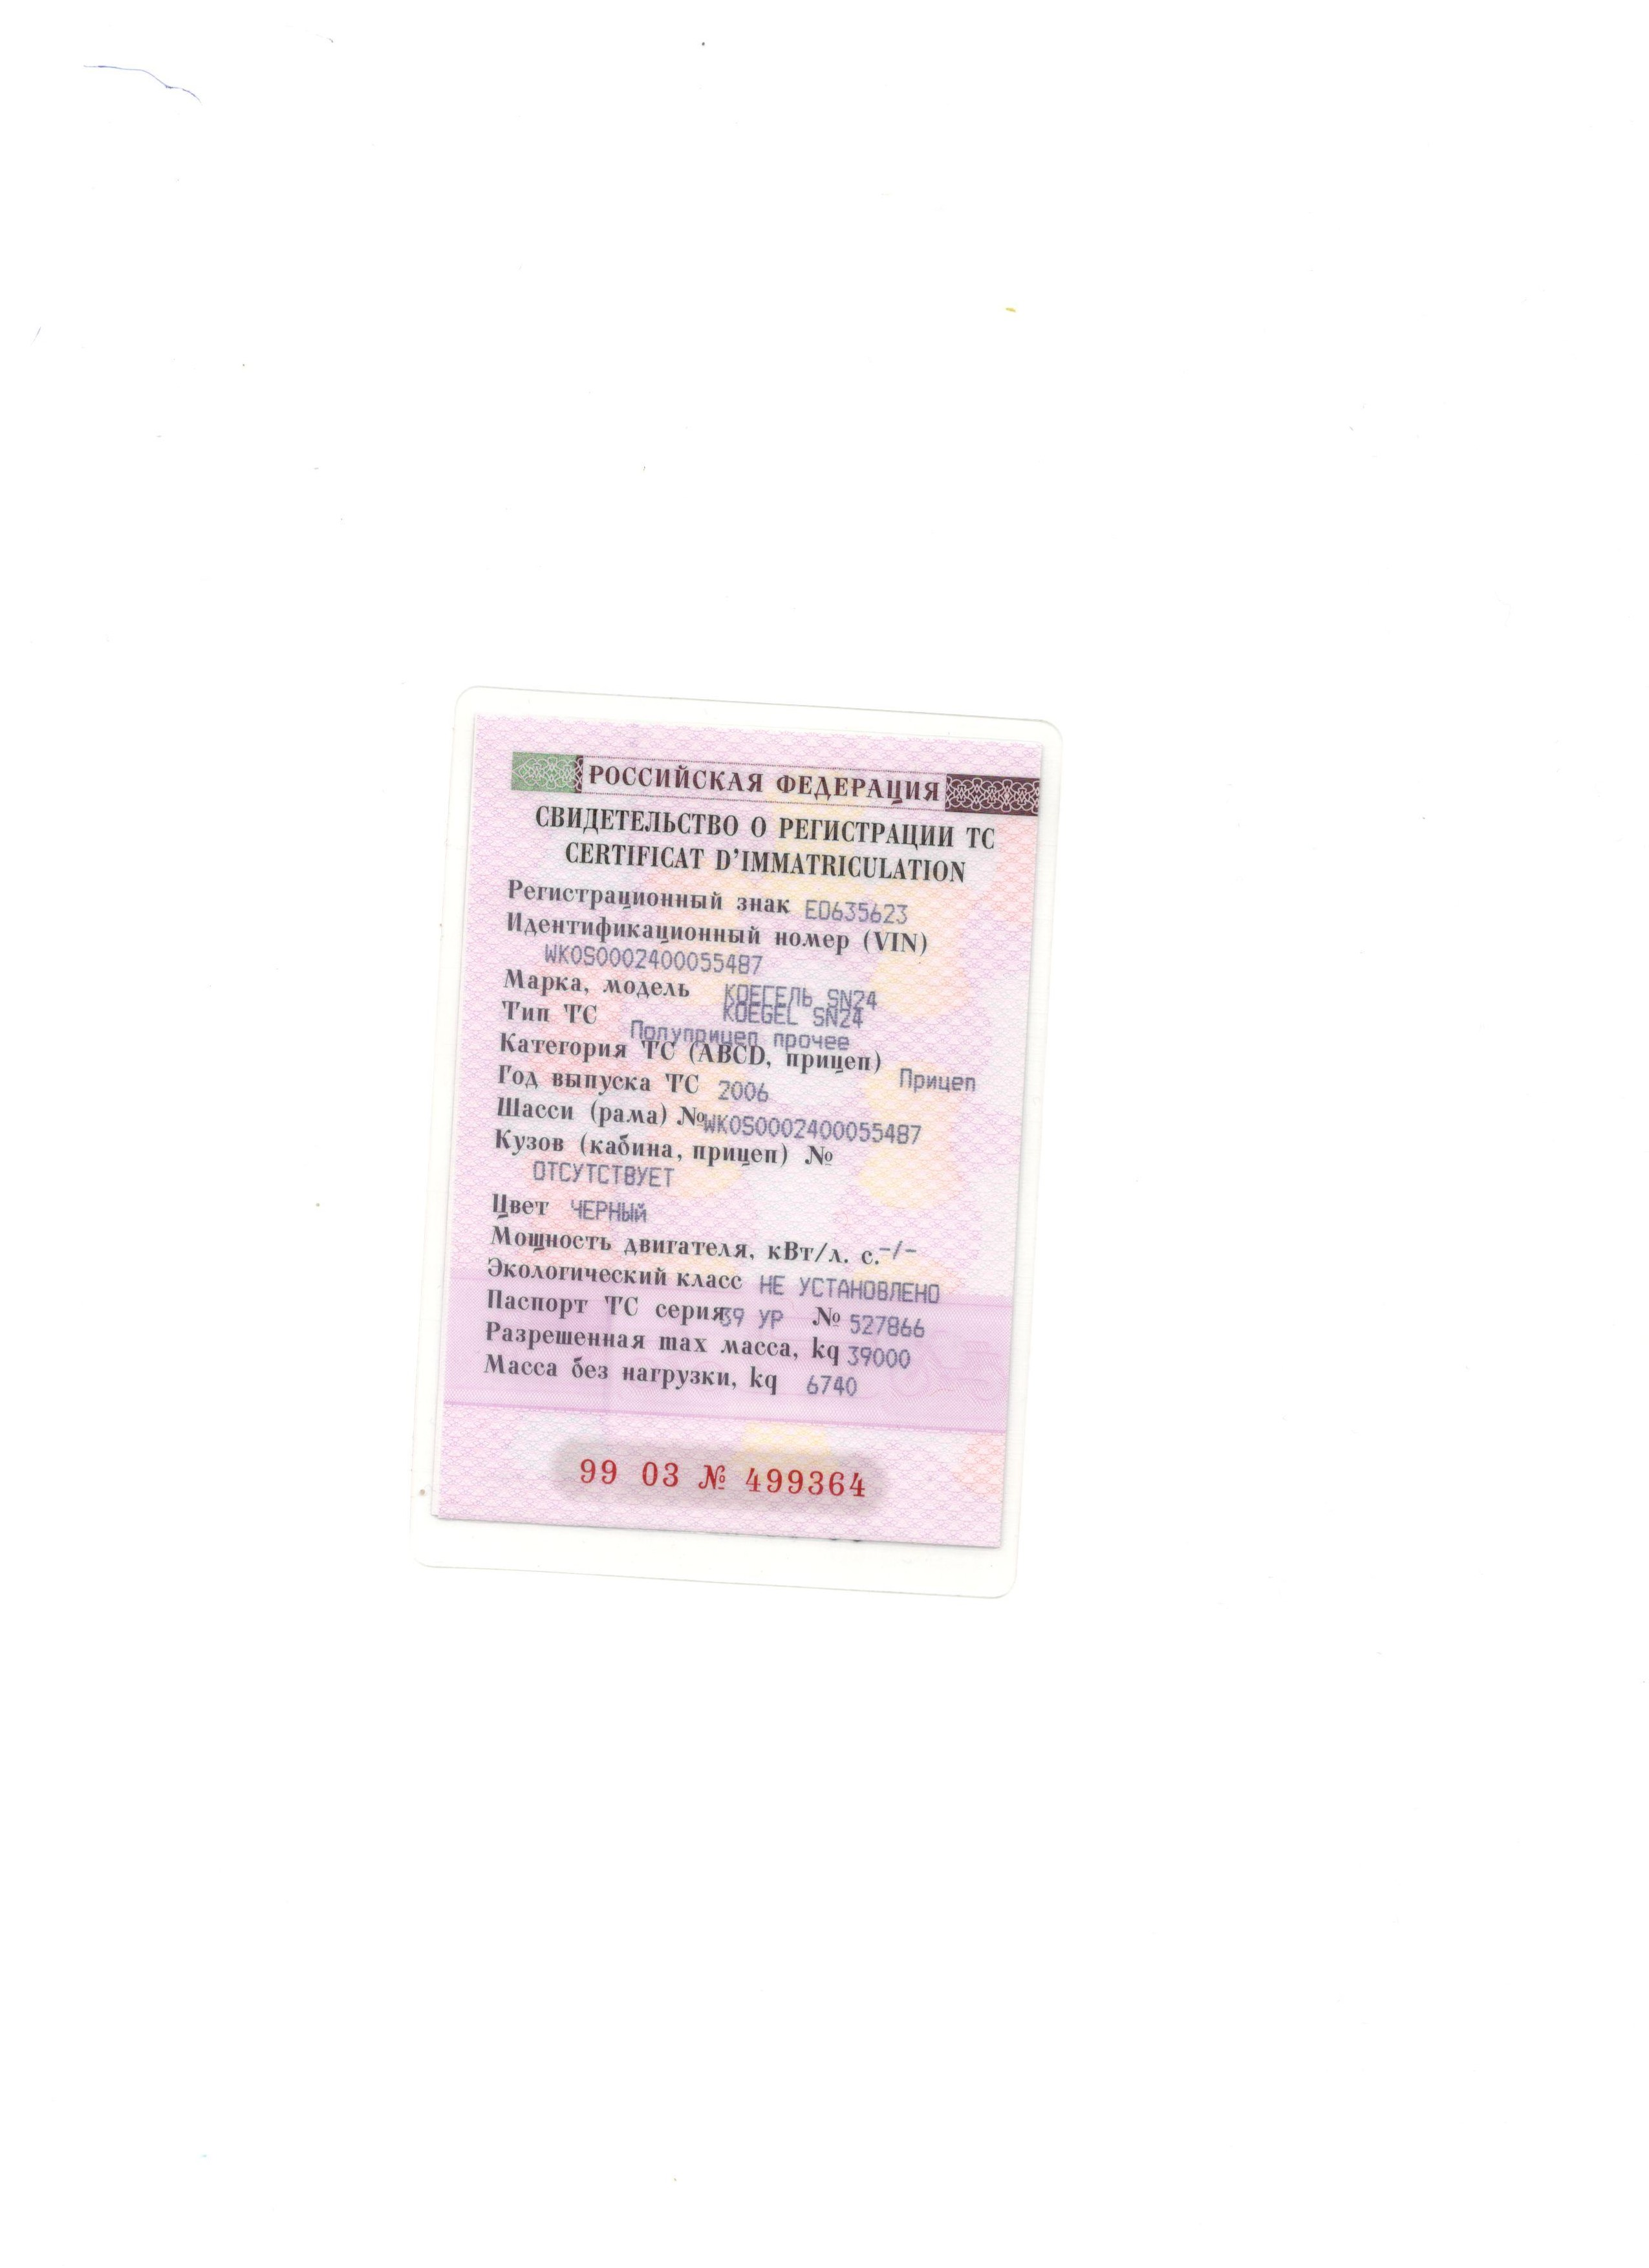 РОССИЙСКАЯ ФЕДЕРАЦИЯ
СВИДЕТЕЛЬСТВО О РЕГИСТРАЦИИ ТС
CERTIFICAT D'IMMATRICULATION
Регистрационный знак ЕО635623
Идентификационный номер (VIN)
WK0S0002400055487
Марка, модель КОЕГЕЛЬ SN24
KOEGEL SN24
Тип ТС Полуприцеп прочее
Категория ТС (ABCD, прицеп) Прицеп
Год выпуска ТС 2006
Шасси (рама) № WK0S0002400055487
Кузов (кабина, прицеп) №
ОТСУТСТВУЕТ
Цвет ЧЕРНЫЙ
Мощность двигателя, кВт/л. с. -/-
Экологический класс НЕ УСТАНОВЛЕНО
Паспорт ТС серия 39 УР № 527866
Разрешенная max масса, kq 39000
Масса без нагрузки, kq 6740
99 03 № 499364